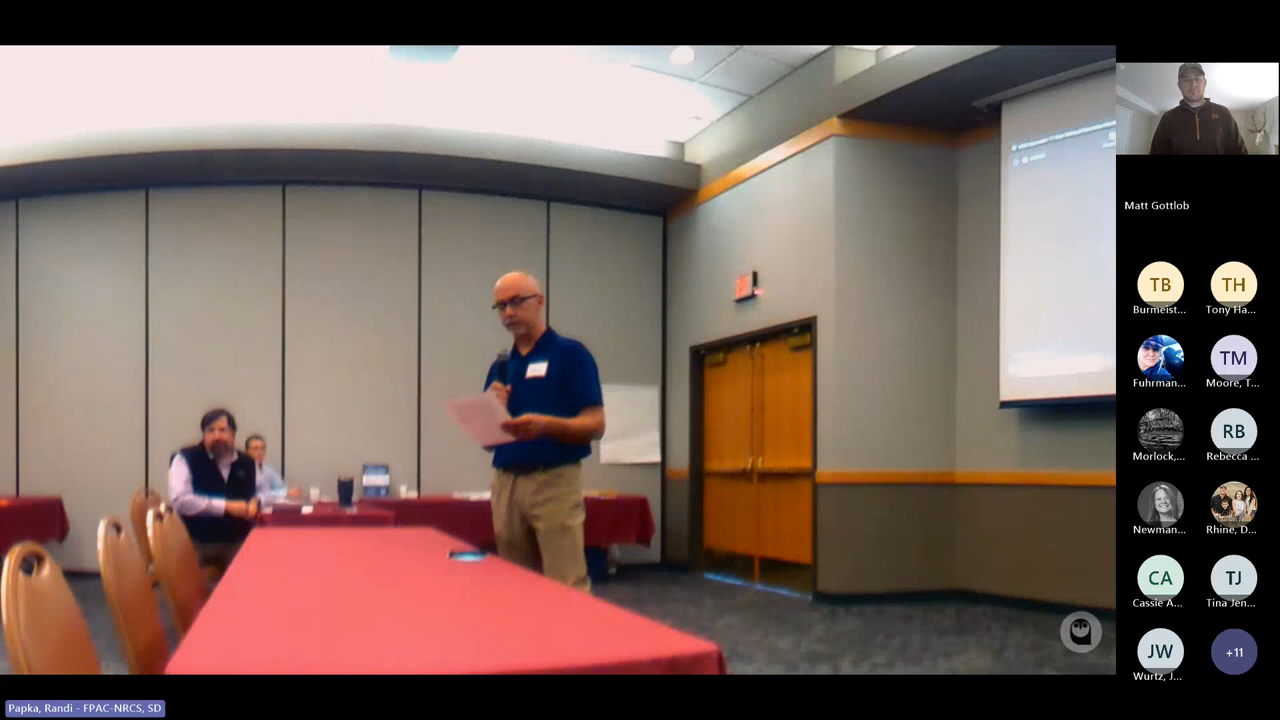 Matt Gottlob
TB
TH
Burmeist...
Tony Ha...
TM
Fuhrman...
Moore, T...
RB
Morlock,...
Rebecca ...
Newman...
Rhine, D...
CA
TJ
Cassie A...
Tina Jen...
JW
+11
Wurtz, J...
Papka, Randi - FPAC-NRCS, SD